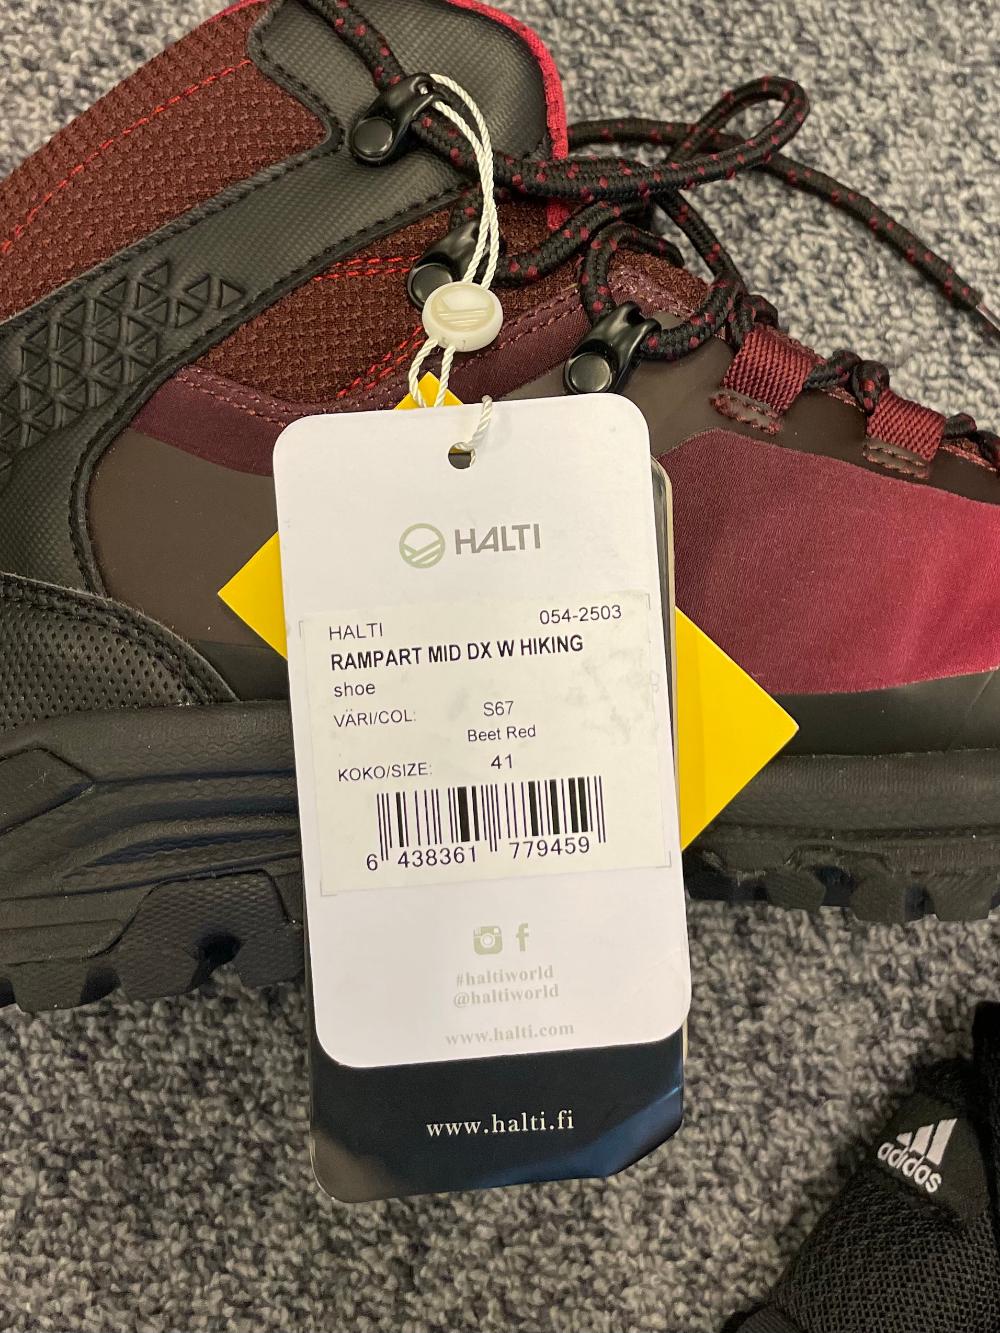 HALTI
HALTI 054-2503
RAMPART MID DX W HIKING
shoe
VÄRI/COL: S67
Beet Red
KOKO/SIZE: 41
6 438361 779459
#haltiworld
@haltiworld
www.halti.com
www.halti.fi
adidas